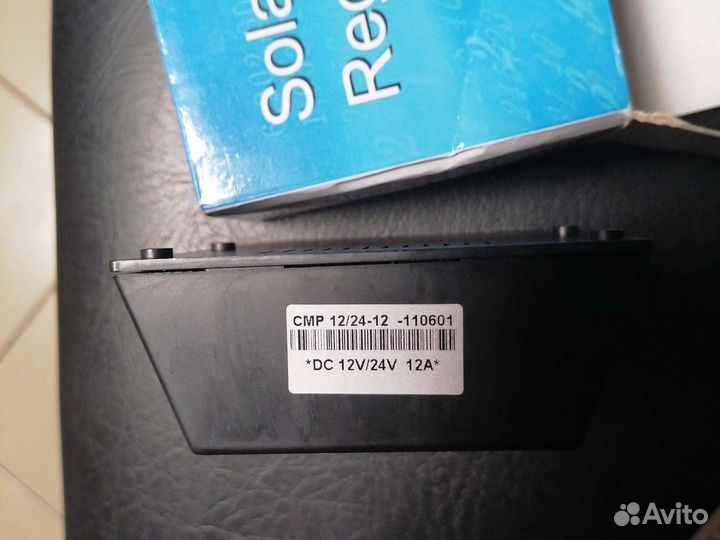 Sola
Reg
CMP 12/24-12 -110601
*DC 12V/24V 12A*
Avito